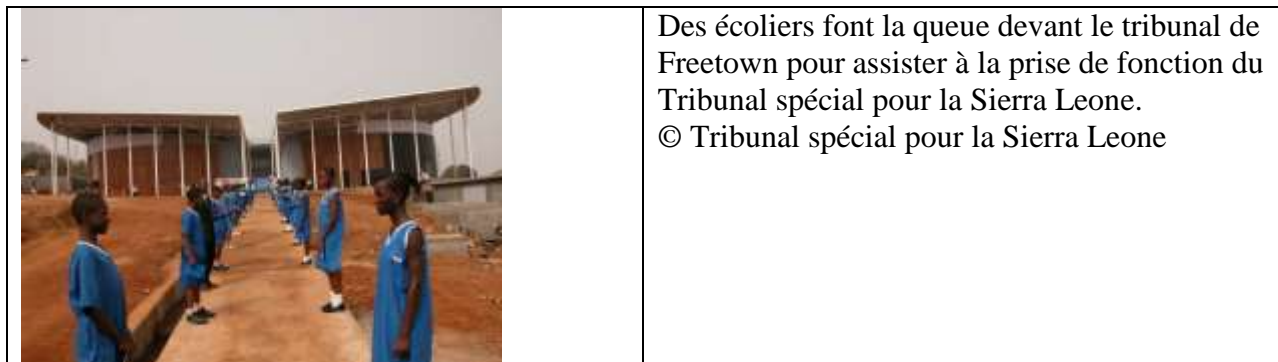 Des écoliers font la queue devant le tribunal de
Freetown pour assister à la prise de fonction du
Tribunal spécial pour la Sierra Leone.
© Tribunal spécial pour la Sierra Leone